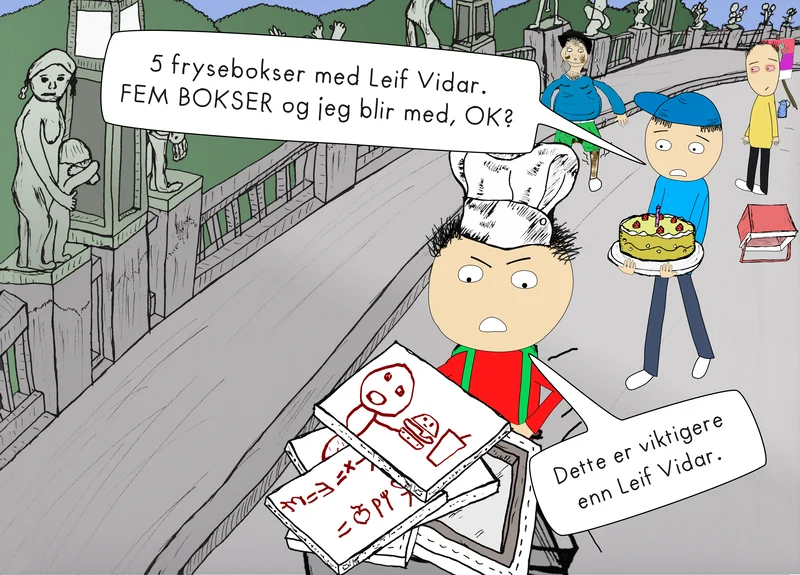 5 frysebokser med Leif Vidar.
FEM BOKSER og jeg blir med, OK?
Dette er viktigere
enn Leif Vidar.